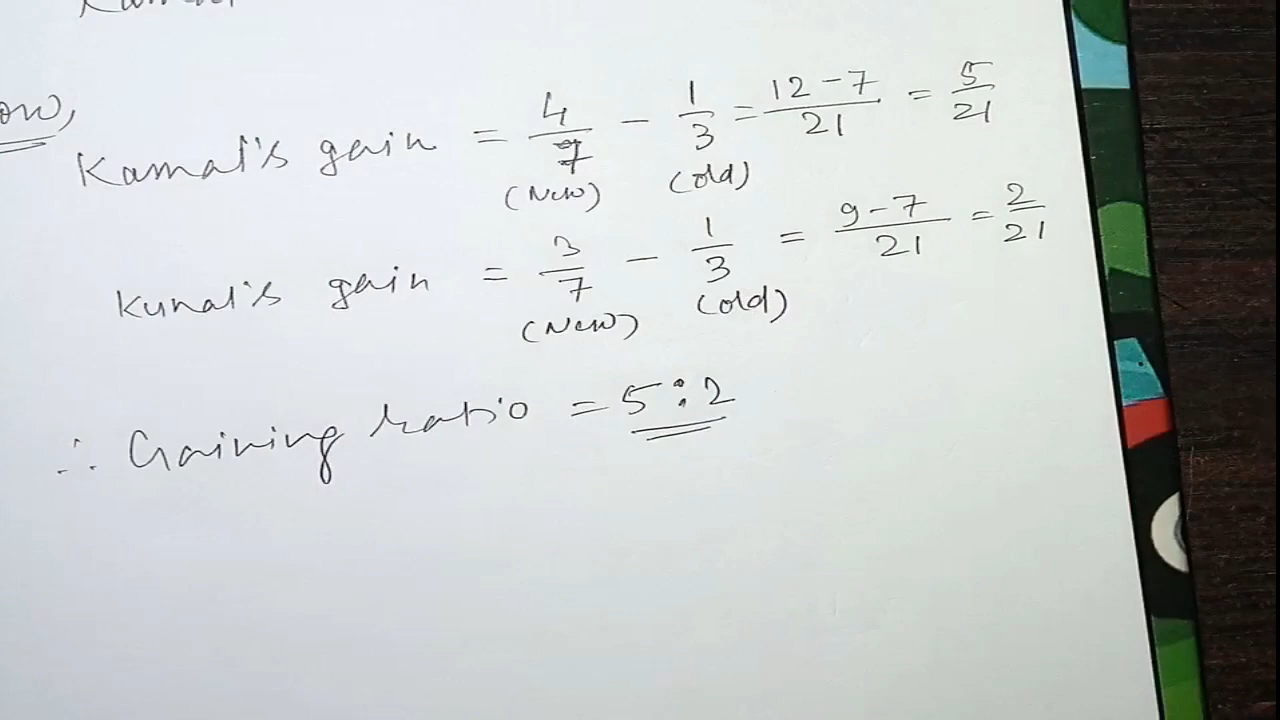 Kamal's gain = 4/7 - 1/3 = 12-7/21 = 5/21
(New) (old)
Kunal's gain = 3/7 - 1/3 = 9-7/21 = 2/21
(New) (old)
∴ Gaining ratio = 5:2